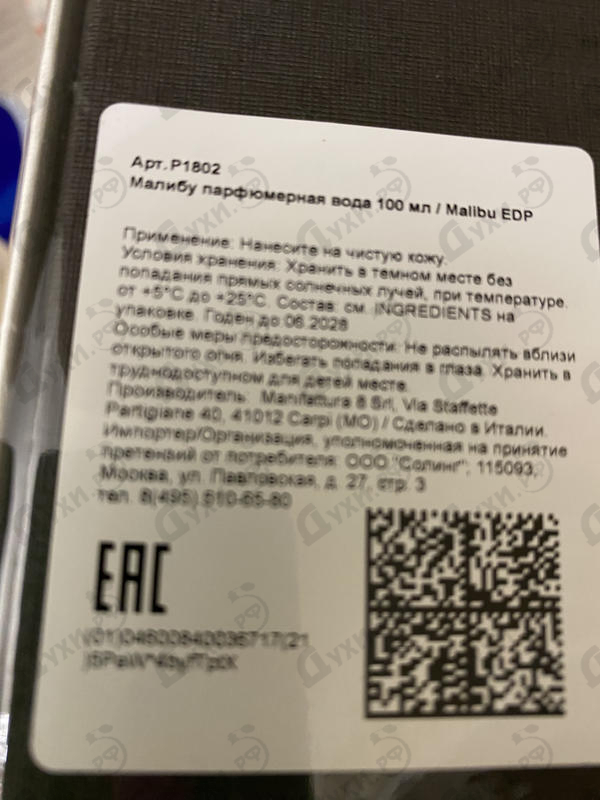 Арт.P1802
Малибу парфюмерная вода 100 мл / Malibu EDP
Применение: Нанесите на чистую кожу.
Условия хранения: Хранить в темном месте без
попадания прямых солнечных лучей, при температуре.
от +5°С до +25°С. Состав: см. INGREDIENTS на
упаковке. Годен до 06.2028
Особые меры предосторожности: Не распылять вблизи
открытого огня. Избегать попадания в глаза. Хранить в
труднодоступном для детей месте.
Производитель: Manifattura 8 Srl, Via Staffette
Partigiane 40, 41012 Carpi (MO) / Сделано в Италии.
Импортер/Организация, уполномоченная на принятие
претензий от потребителя: ООО "Солинг"; 115093,
Москва, ул. Павловская, д. 27, стр. 3
тел. 8(495) 510-65-80
EAC
ДУХИ.РФ